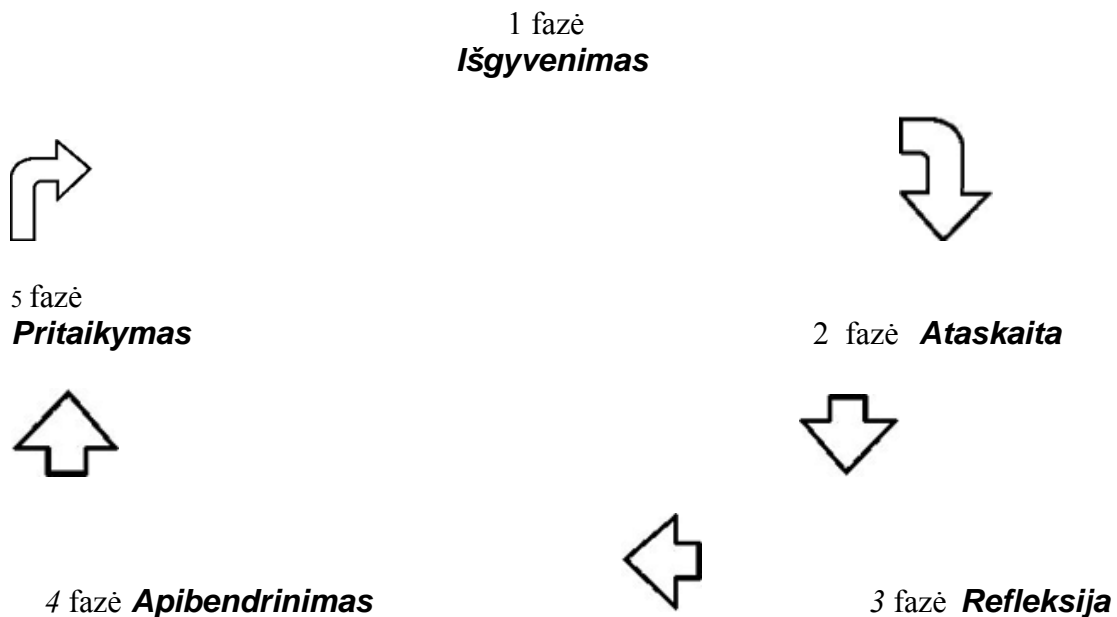 1 fazė
Išgyvenimas
5 fazė
Pritaikymas
2 fazė Ataskaita
4 fazė Apibendrinimas
3 fazė Refleksija